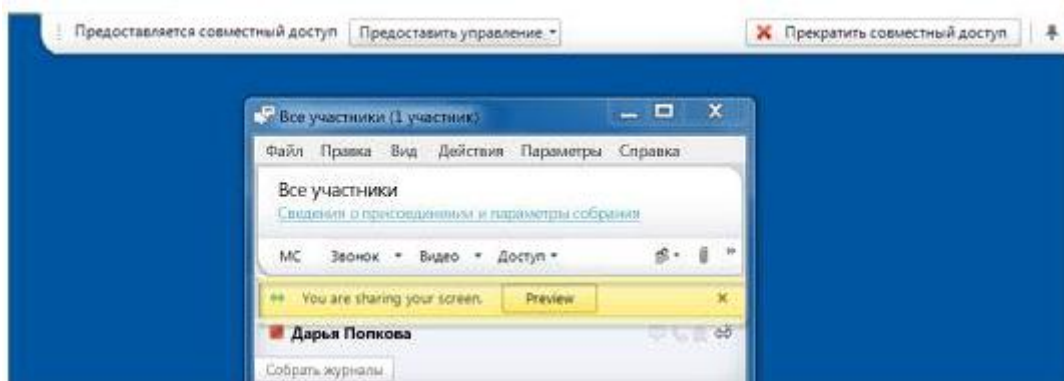 Предоставляется совместный доступ Предоставить управление Прекратить совместный доступ
Все участники (1 участник)
Файл Правка Вид Действия Параметры Справка
Все участники
Сведения о присоединении и параметры собрания
МС Звонок Видео Доступ
You are sharing your screen. Preview
Дарья Попкова
Собрать журналы